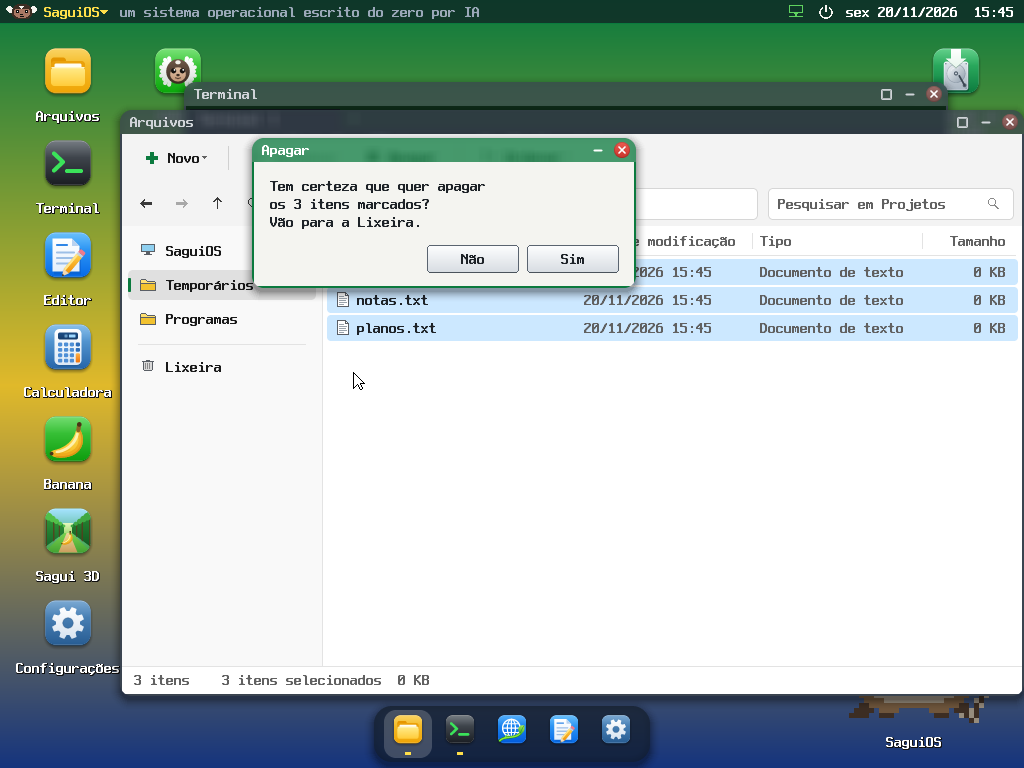 SaguiOS um sistema operacional escrito do zero por IA sex 20/11/2026 15:45
Arquivos
Terminal
Editor
Calculadora
Banana
Sagui 3D
Configurações
Terminal
Arquivos
Novo
Pesquisar em Projetos
SaguiOS
Temporários
Programas
Lixeira
Apagar
Tem certeza que quer apagar
os 3 itens marcados?
Vão para a Lixeira.
Não Sim
modificação Tipo Tamanho
2026 15:45 Documento de texto 0 KB
notas.txt 20/11/2026 15:45 Documento de texto 0 KB
planos.txt 20/11/2026 15:45 Documento de texto 0 KB
3 itens 3 itens selecionados 0 KB
SaguiOS